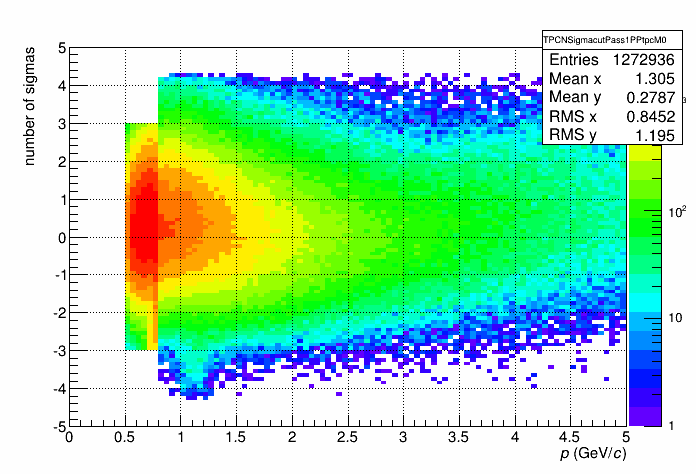 TPCNSigmacutPass1PPtpcM0
Entries 1272936
Mean x 1.305
Mean y 0.2787
RMS x 0.8452
RMS y 1.195
number of sigmas
5
4
3
2
1
0
-1
-2
-3
-4
-5
0 0.5 1 1.5 2 2.5 3 3.5 4 4.5 5
p (GeV/c)
3
10²
10
1